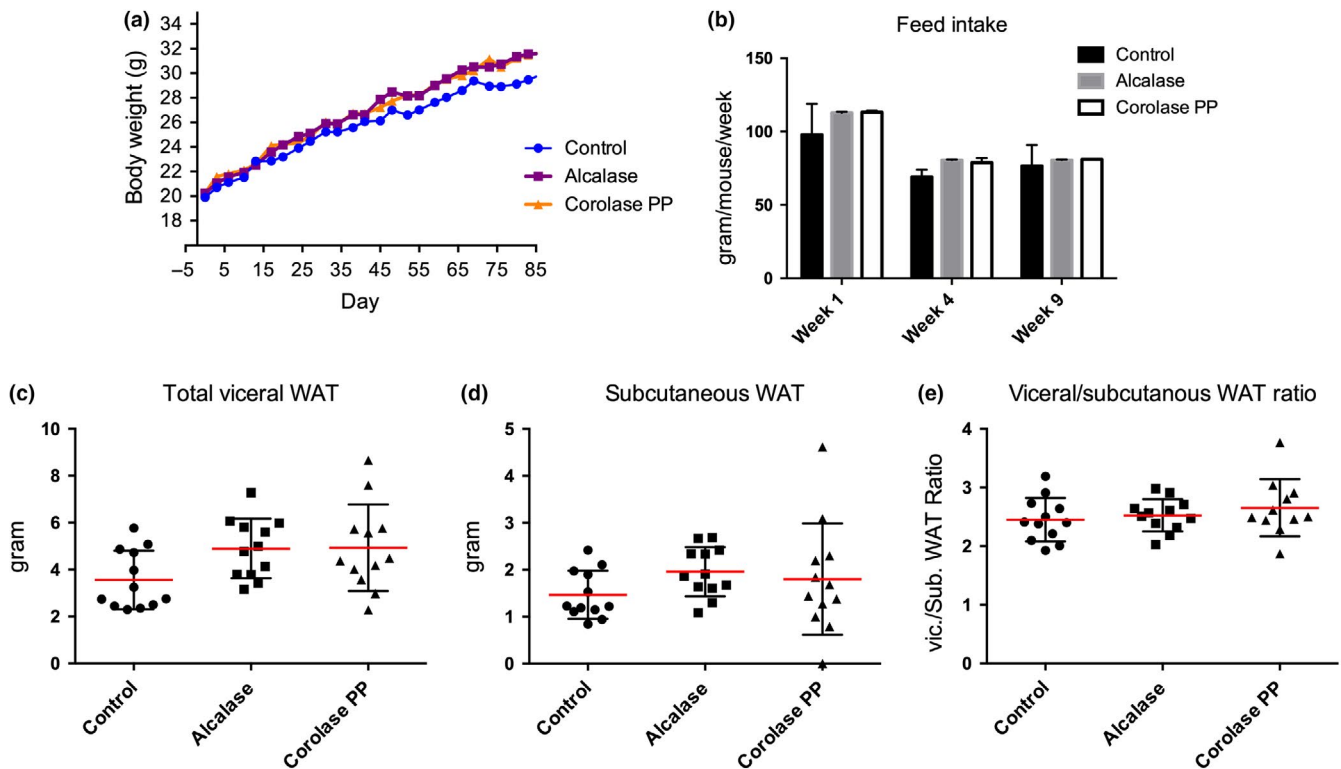 (a)
34
32
30
28
26
24
22
20
18
Body weight (g)
–5 5 15 25 35 45 55 65 75 85
Day
Control
Alcalase
Corolase PP
(b)
Feed intake
150
100
50
0
gram/mouse/week
Week 1 Week 4 Week 9
Control
Alcalase
Corolase PP
(c)
Total viceral WAT
10
8
6
4
2
0
gram
Control Alcalase Corolase PP
(d)
Subcutaneous WAT
5
4
3
2
1
0
gram
Control Alcalase Corolase PP
(e)
Viceral/subcutanous WAT ratio
4
3
2
1
0
vic./Sub. WAT Ratio
Control Alcalase Corolase PP